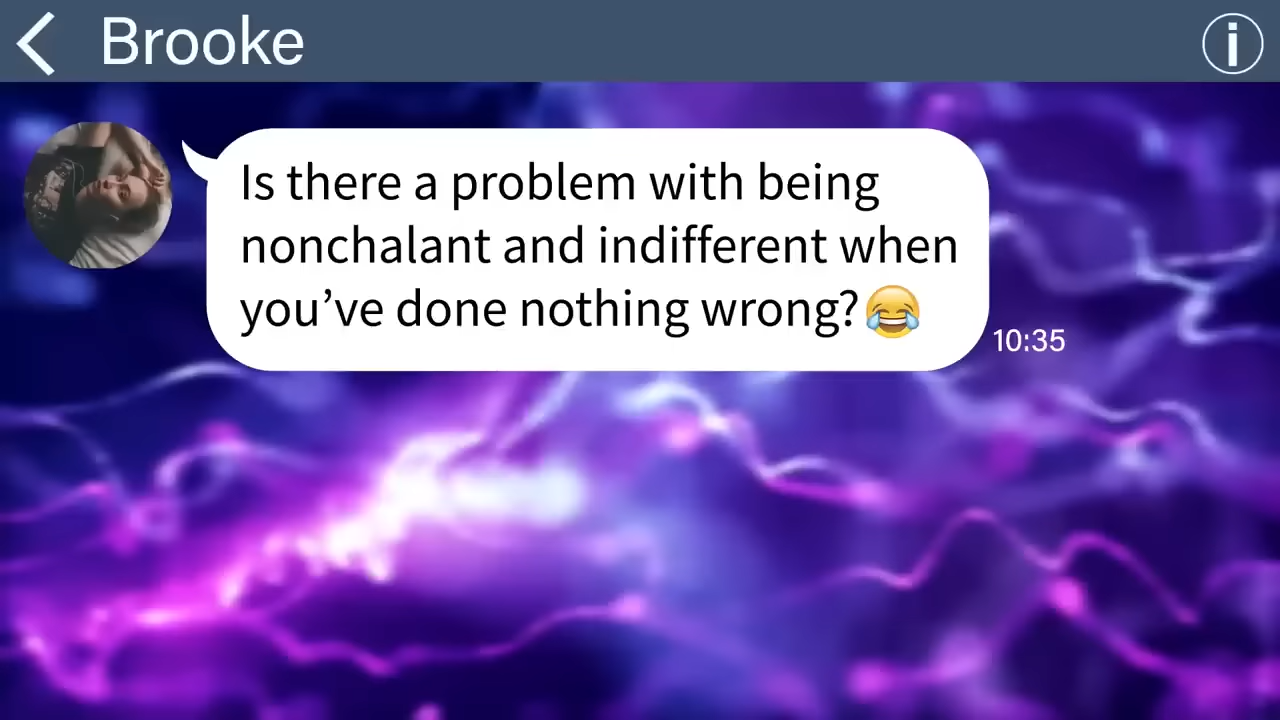 Brooke
Is there a problem with being
nonchalant and indifferent when
you’ve done nothing wrong?😂
10:35